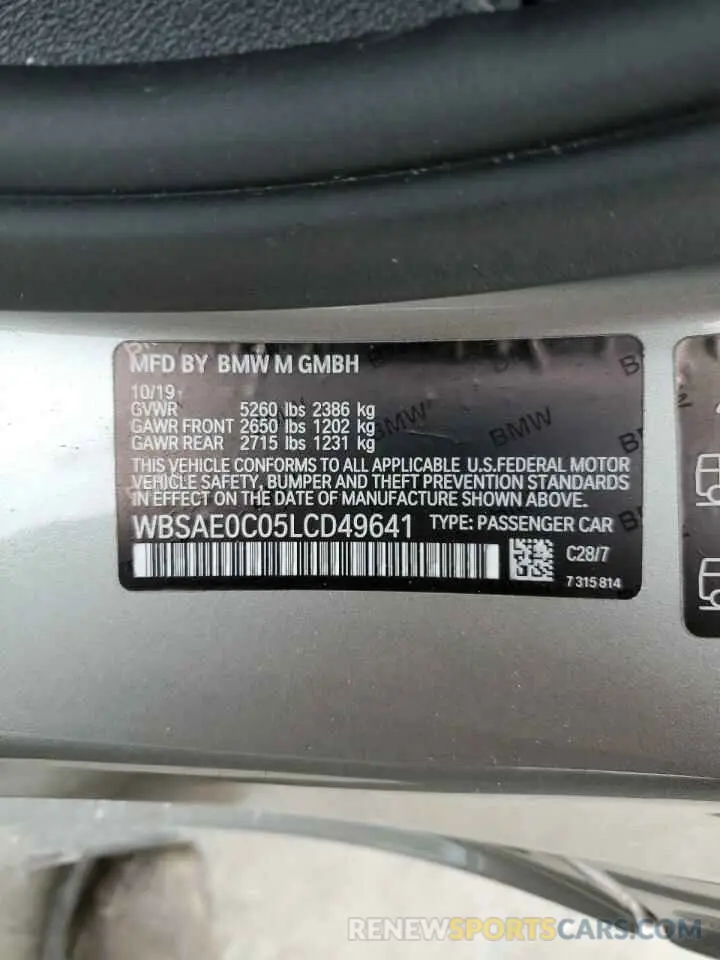 MFD BY BMW M GMBH
10/19
GVWR 5260 lbs 2386 kg
GAWR FRONT 2650 lbs 1202 kg
GAWR REAR 2715 lbs 1231 kg
THIS VEHICLE CONFORMS TO ALL APPLICABLE U.S.FEDERAL MOTOR
VEHICLE SAFETY, BUMPER AND THEFT PREVENTION STANDARDS
IN EFFECT ON THE DATE OF MANUFACTURE SHOWN ABOVE.
WBSAE0C05LCD49641 TYPE: PASSENGER CAR
C28/7
7 315 814
BMW
BMW
RENEWSPORTSCARS.COM